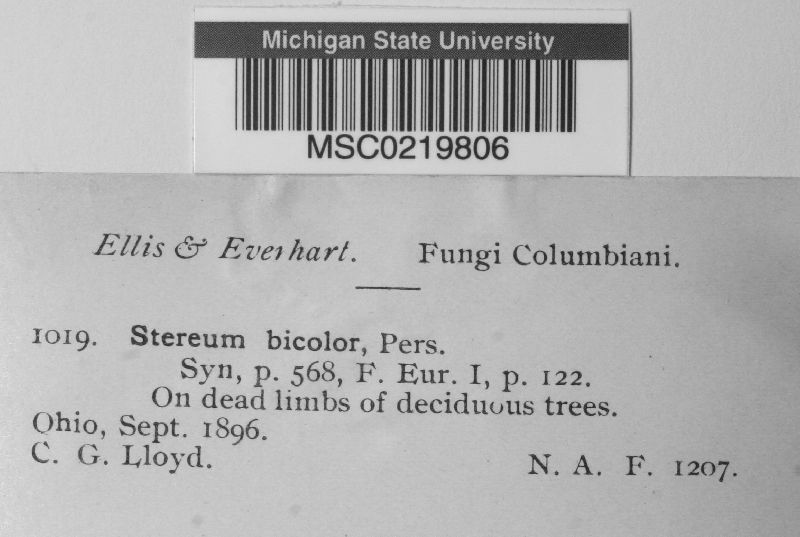 Michigan State University
MSC0219806
Ellis & Everhart. Fungi Columbiani.
1019. Stereum bicolor, Pers.
Syn, p. 568, F. Eur. I, p. 122.
On dead limbs of deciduous trees.
Ohio, Sept. 1896.
C. G. Lloyd. N. A. F. 1207.